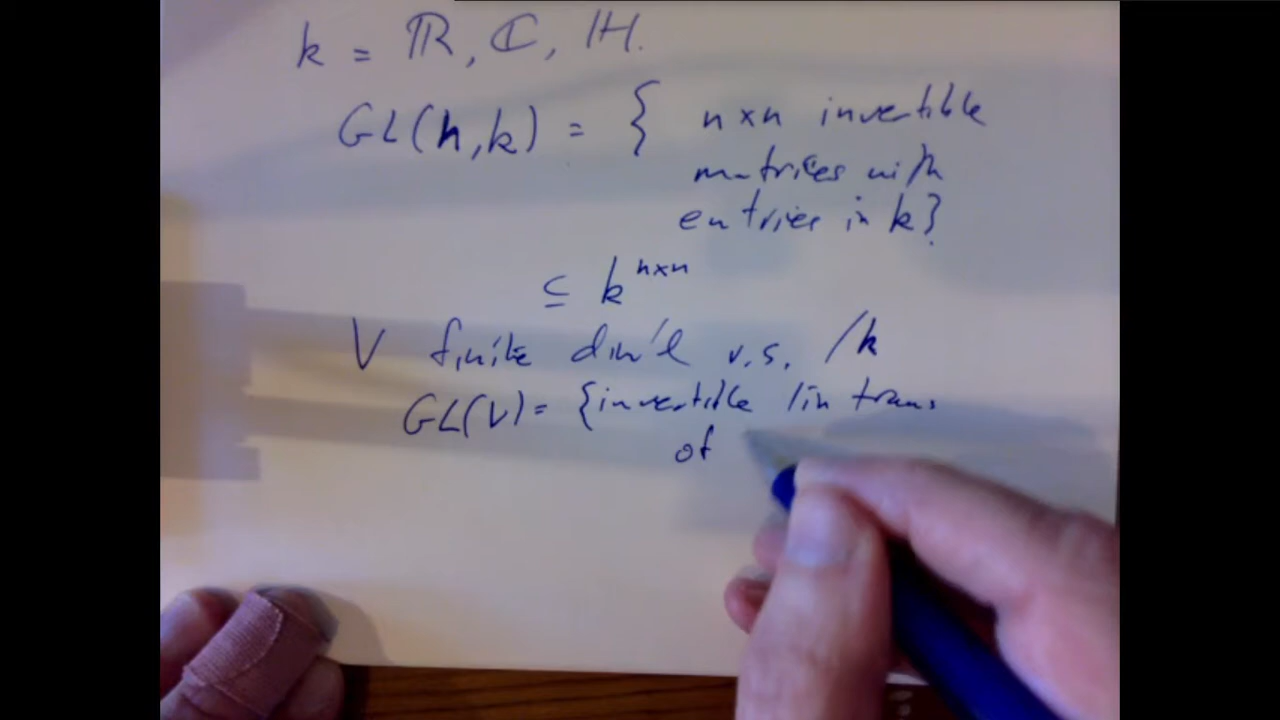 k = ℝ, ℂ, ℍ.
GL(n,k) = { n×n invertible
matrices with
entries in k}
⊆ k^{n×n}
V finite dim'l v.s. /k
GL(V) = {invertible lin trans
of